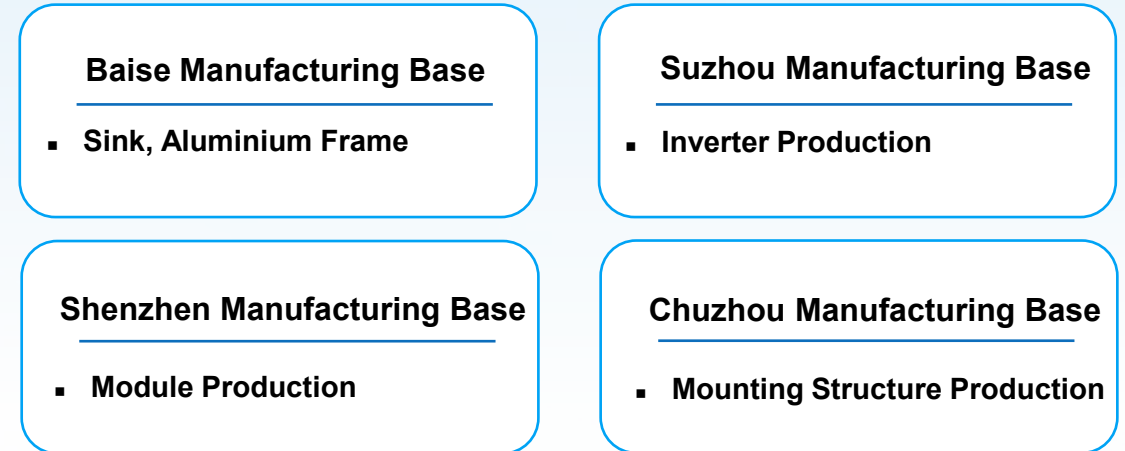 Baise Manufacturing Base
▪ Sink, Aluminium Frame
Suzhou Manufacturing Base
▪ Inverter Production
Shenzhen Manufacturing Base
▪ Module Production
Chuzhou Manufacturing Base
▪ Mounting Structure Production